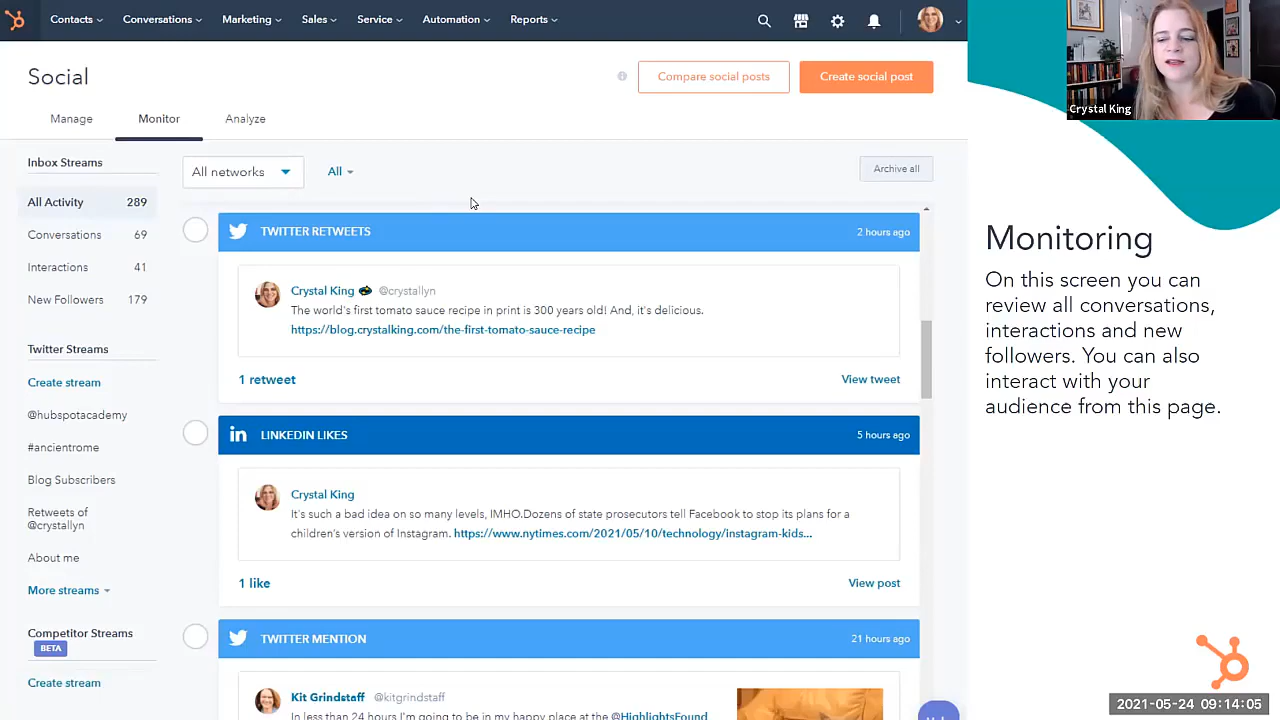 Contacts Conversations Marketing Sales Service Automation Reports
Social
Compare social posts
Create social post
Crystal King
Manage
Monitor
Analyze
Inbox Streams
All Activity 289
Conversations 69
Interactions 41
New Followers 179
Twitter Streams
Create stream
@hubspotacademy
#ancientrome
Blog Subscribers
Retweets of
@crystallyn
About me
More streams
Competitor Streams
BETA
Create stream
All networks
All
Archive all
TWITTER RETWEETS 2 hours ago
Crystal King @crystallyn
The world's first tomato sauce recipe in print is 300 years old! And, it's delicious.
https://blog.crystalking.com/the-first-tomato-sauce-recipe
1 retweet View tweet
in LINKEDIN LIKES 5 hours ago
Crystal King
It's such a bad idea on so many levels, IMHO.Dozens of state prosecutors tell Facebook to stop its plans for a
children's version of Instagram. https://www.nytimes.com/2021/05/10/technology/instagram-kids...
1 like View post
TWITTER MENTION 21 hours ago
Kit Grindstaff @kitgrindstaff
In less than 24 hours I'm going to be in my happy place at the @HighlightsFound
Monitoring
On this screen you can
review all conversations,
interactions and new
followers. You can also
interact with your
audience from this page.
2021-05-24 09:14:05